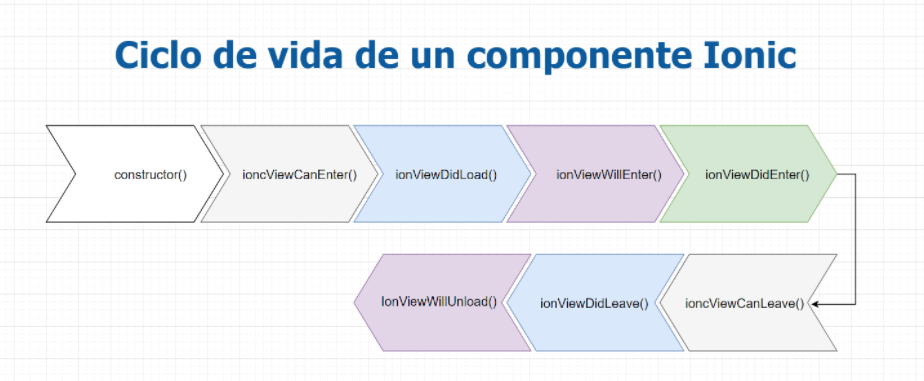 Ciclo de vida de un componente Ionic
constructor()
ioncViewCanEnter()
ionViewDidLoad()
ionViewWillEnter()
ionViewDidEnter()
ioncViewCanLeave()
ionViewDidLeave()
IonViewWillUnload()